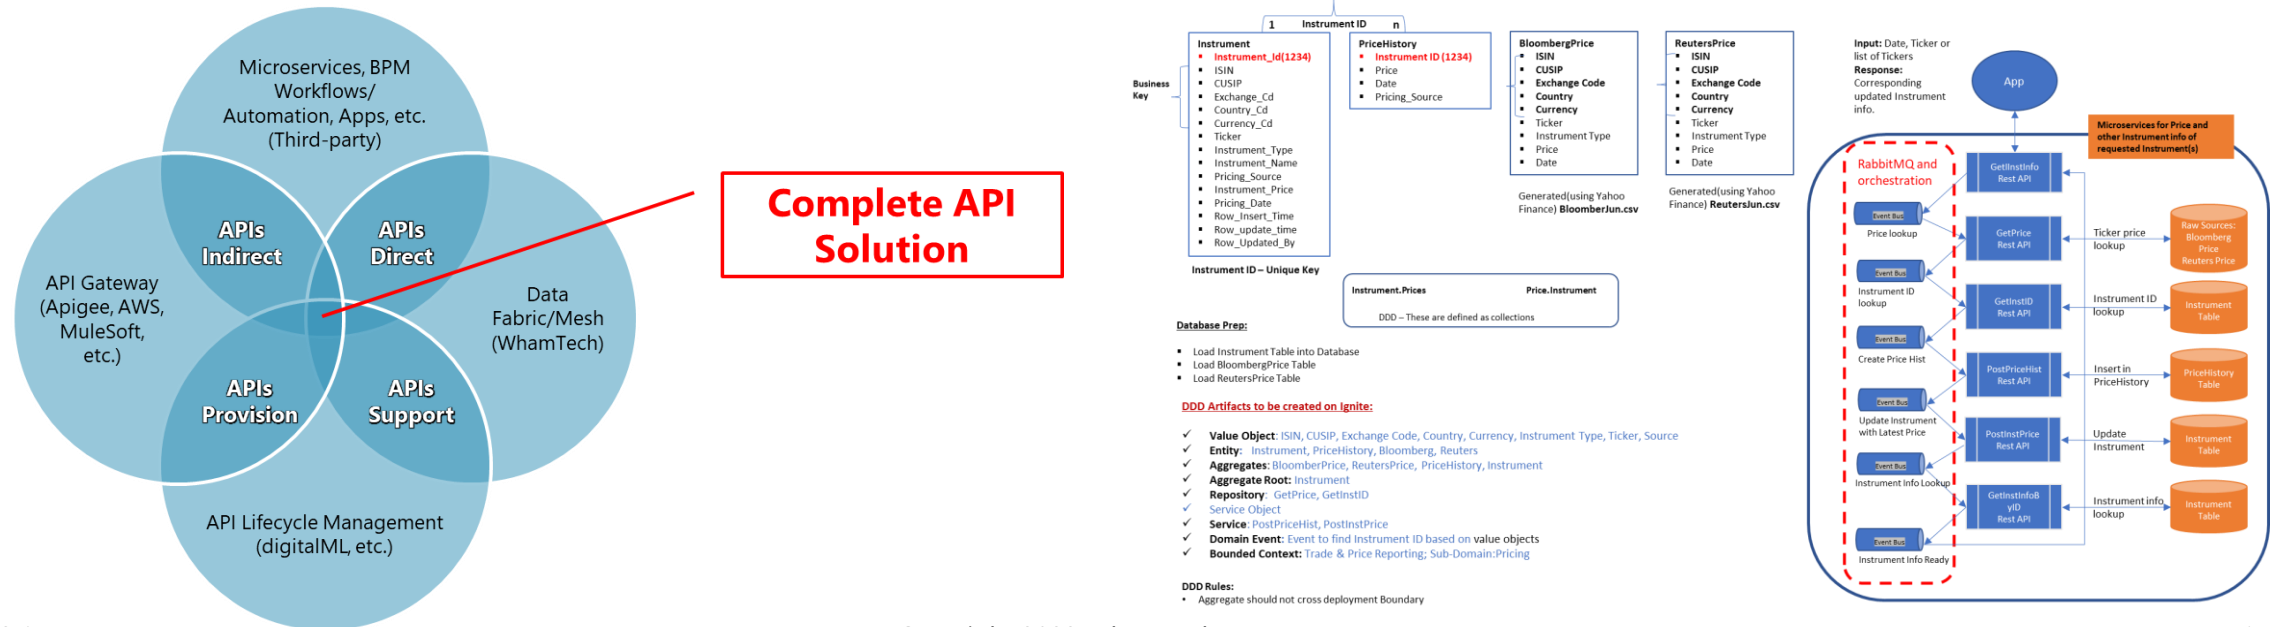 Microservices, BPM
Workflows/
Automation, Apps, etc.
(Third-party)
APIs
Indirect
APIs
Direct
API Gateway
(Apigee, AWS,
MuleSoft,
etc.)
Data
Fabric/Mesh
(WhamTech)
APIs
Provision
APIs
Support
API Lifecycle Management
(digitalML, etc.)
Complete API
Solution
1 Instrument ID n
Business
Key
Instrument
▪ Instrument_Id(1234)
▪ ISIN
▪ CUSIP
▪ Exchange_Cd
▪ Country_Cd
▪ Currency_Cd
▪ Ticker
▪ Instrument_Type
▪ Instrument_Name
▪ Pricing_Source
▪ Instrument_Price
▪ Pricing_Date
▪ Row_Insert_Time
▪ Row_update_time
▪ Row_Updated_By
Instrument ID – Unique Key
PriceHistory
▪ Instrument ID (1234)
▪ Price
▪ Date
▪ Pricing_Source
BloombergPrice
▪ ISIN
▪ CUSIP
▪ Exchange Code
▪ Country
▪ Currency
▪ Ticker
▪ Instrument Type
▪ Price
▪ Date
Generated(using Yahoo
Finance) BloomberJun.csv
ReutersPrice
▪ ISIN
▪ CUSIP
▪ Exchange Code
▪ Country
▪ Currency
▪ Ticker
▪ Instrument Type
▪ Price
▪ Date
Generated(using Yahoo
Finance) ReutersJun.csv
Instrument.Prices Price.Instrument
DDD – These are defined as collections
Database Prep:
▪ Load Instrument Table into Database
▪ Load BloombergPrice Table
▪ Load ReutersPrice Table
DDD Artifacts to be created on Ignite:
✓ Value Object: ISIN, CUSIP, Exchange Code, Country, Currency, Instrument Type, Ticker, Source
✓ Entity: Instrument, PriceHistory, Bloomberg, Reuters
✓ Aggregates: BloomberPrice, ReutersPrice, PriceHistory, Instrument
✓ Aggregate Root: Instrument
✓ Repository: GetPrice, GetInstID
✓ Service Object
✓ Service: PostPriceHist, PostInstPrice
✓ Domain Event: Event to find Instrument ID based on value objects
✓ Bounded Context: Trade & Price Reporting; Sub-Domain:Pricing
DDD Rules:
• Aggregate should not cross deployment Boundary
Input: Date, Ticker or
list of Tickers
Response:
Corresponding
updated Instrument
info.
App
Microservices for Price and
other Instrument info of
requested Instrument(s)
RabbitMQ and
orchestration
GetIInstInfo
Rest API
Event Bus
Price lookup
GetPrice
Rest API
Ticker price
lookup
Raw Sources:
Bloomberg
Price
Reuters Price
Event Bus
Instrument ID
lookup
GetInstID
Rest API
Instrument ID
lookup
Instrument
Table
Event Bus
Create Price Hist
PostPriceHist
Rest API
Insert in
PriceHistory
PriceHistory
Table
Event Bus
Update Instrument
with Latest Price
PostInstPrice
Rest API
Update
Instrument
Instrument
Table
Event Bus
Instrument Info Lookup
GetInstInfoB
yID
Rest API
Instrument info
lookup
Instrument
Table
Event Bus
Instrument Info Ready